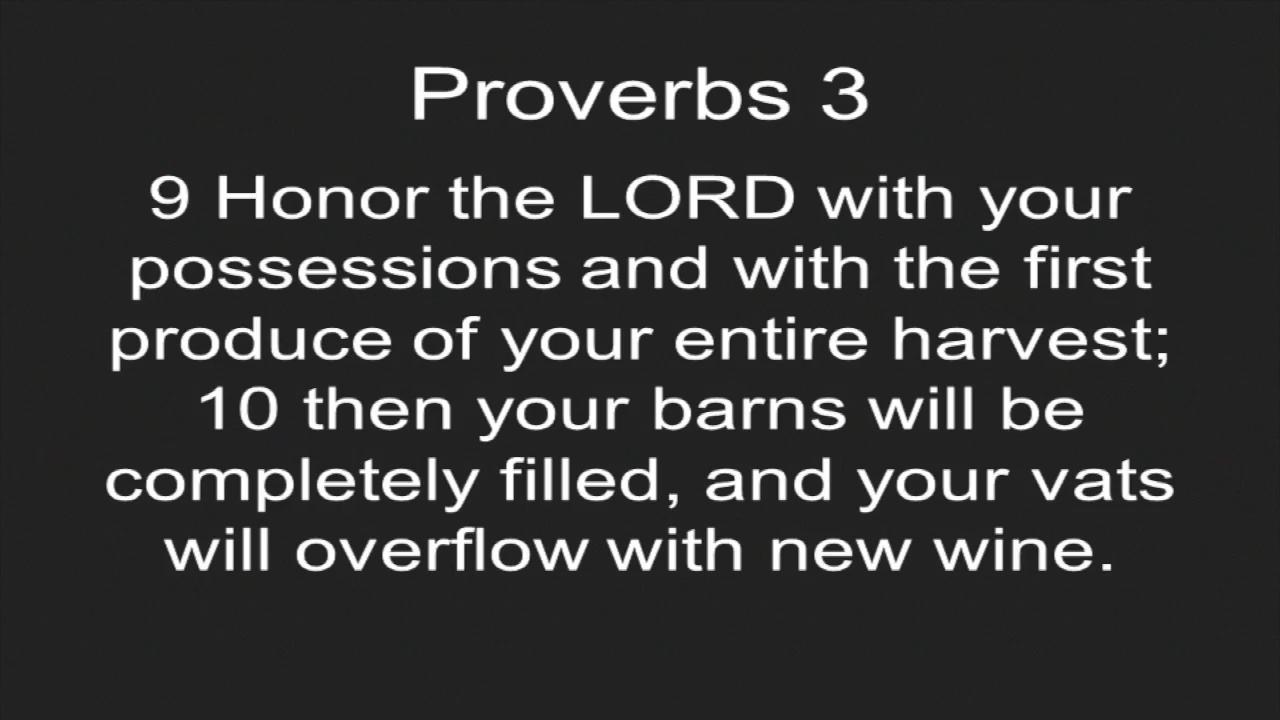 Proverbs 3
9 Honor the LORD with your
possessions and with the first
produce of your entire harvest;
10 then your barns will be
completely filled, and your vats
will overflow with new wine.